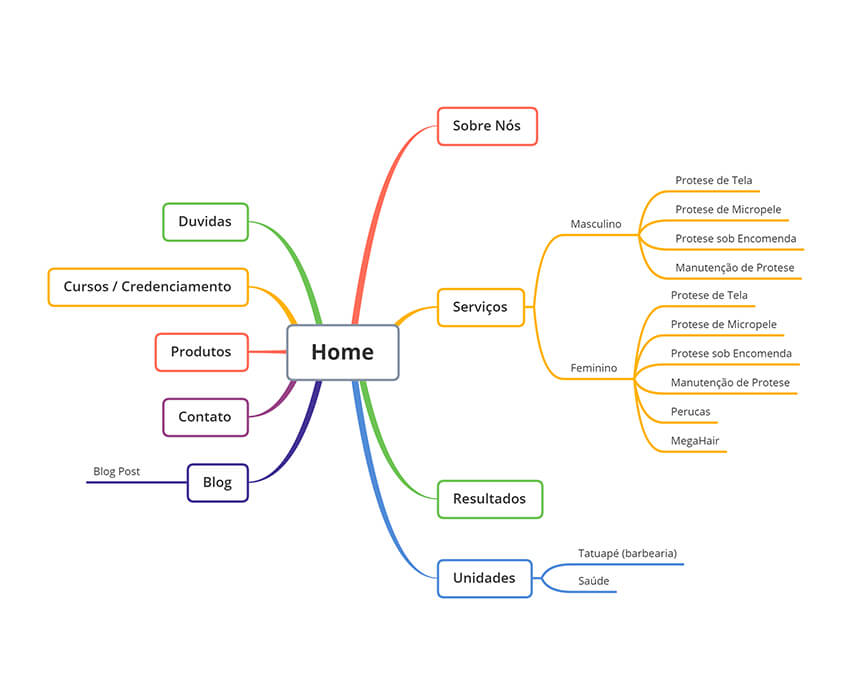 Home
Sobre Nós
Serviços
Masculino
Protese de Tela
Protese de Micropele
Protese sob Encomenda
Manutenção de Protese
Feminino
Protese de Tela
Protese de Micropele
Protese sob Encomenda
Manutenção de Protese
Perucas
MegaHair
Resultados
Unidades
Tatuapé (barbearia)
Saúde
Duvidas
Cursos / Credenciamento
Produtos
Contato
Blog
Blog Post